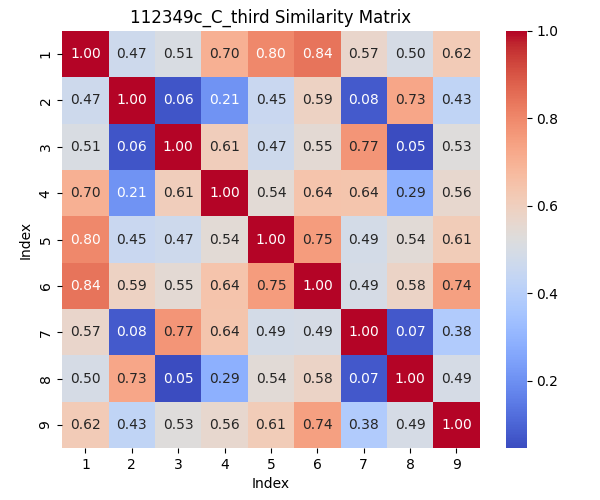 112349c_C_third Similarity Matrix
1 1.00 0.47 0.51 0.70 0.80 0.84 0.57 0.50 0.62
2 0.47 1.00 0.06 0.21 0.45 0.59 0.08 0.73 0.43
3 0.51 0.06 1.00 0.61 0.47 0.55 0.77 0.05 0.53
4 0.70 0.21 0.61 1.00 0.54 0.64 0.64 0.29 0.56
5 0.80 0.45 0.47 0.54 1.00 0.75 0.49 0.54 0.61
6 0.84 0.59 0.55 0.64 0.75 1.00 0.49 0.58 0.74
7 0.57 0.08 0.77 0.64 0.49 0.49 1.00 0.07 0.38
8 0.50 0.73 0.05 0.29 0.54 0.58 0.07 1.00 0.49
9 0.62 0.43 0.53 0.56 0.61 0.74 0.38 0.49 1.00
1 2 3 4 5 6 7 8 9
Index
Index
1.0
0.8
0.6
0.4
0.2